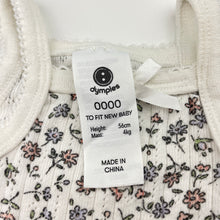 dymples
0000
TO FIT NEW BABY
Height: 56cm
Mass: 4kg
MADE IN
CHINA